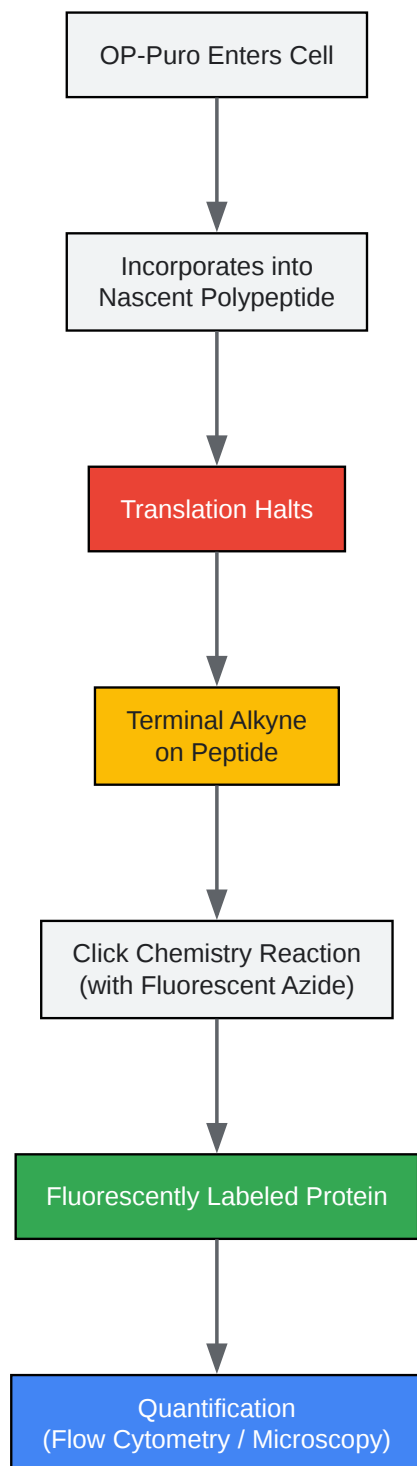 OP-Puro Enters Cell
Incorporates into
Nascent Polypeptide
Translation Halts
Terminal Alkyne
on Peptide
Click Chemistry Reaction
(with Fluorescent Azide)
Fluorescently Labeled Protein
Quantification
(Flow Cytometry / Microscopy)